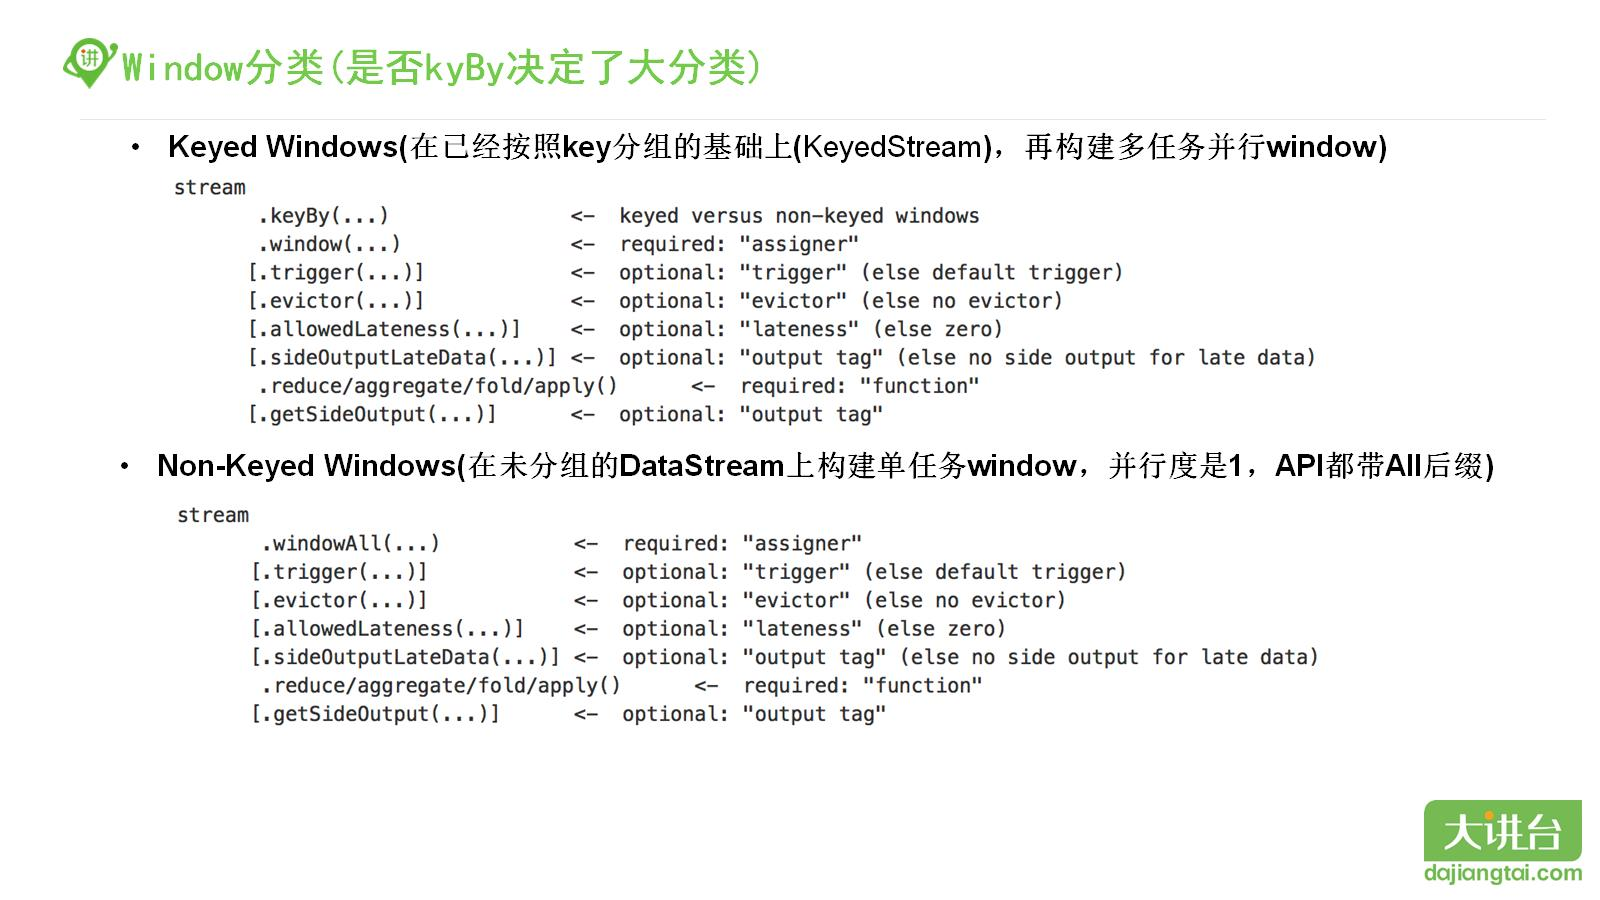 讲
Window分类(是否kyBy决定了大分类)
• Keyed Windows(在已经按照key分组的基础上(KeyedStream)，再构建多任务并行window)
stream
.keyBy(...) <- keyed versus non-keyed windows
.window(...) <- required: "assigner"
[.trigger(...)] <- optional: "trigger" (else default trigger)
[.evictor(...)] <- optional: "evictor" (else no evictor)
[.allowedLateness(...)] <- optional: "lateness" (else zero)
[.sideOutputLateData(...)] <- optional: "output tag" (else no side output for late data)
.reduce/aggregate/fold/apply() <- required: "function"
[.getSideOutput(...)] <- optional: "output tag"
• Non-Keyed Windows(在未分组的DataStream上构建单任务window，并行度是1，API都带All后缀)
stream
.windowAll(...) <- required: "assigner"
[.trigger(...)] <- optional: "trigger" (else default trigger)
[.evictor(...)] <- optional: "evictor" (else no evictor)
[.allowedLateness(...)] <- optional: "lateness" (else zero)
[.sideOutputLateData(...)] <- optional: "output tag" (else no side output for late data)
.reduce/aggregate/fold/apply() <- required: "function"
[.getSideOutput(...)] <- optional: "output tag"
大讲台
dajiangtai.com